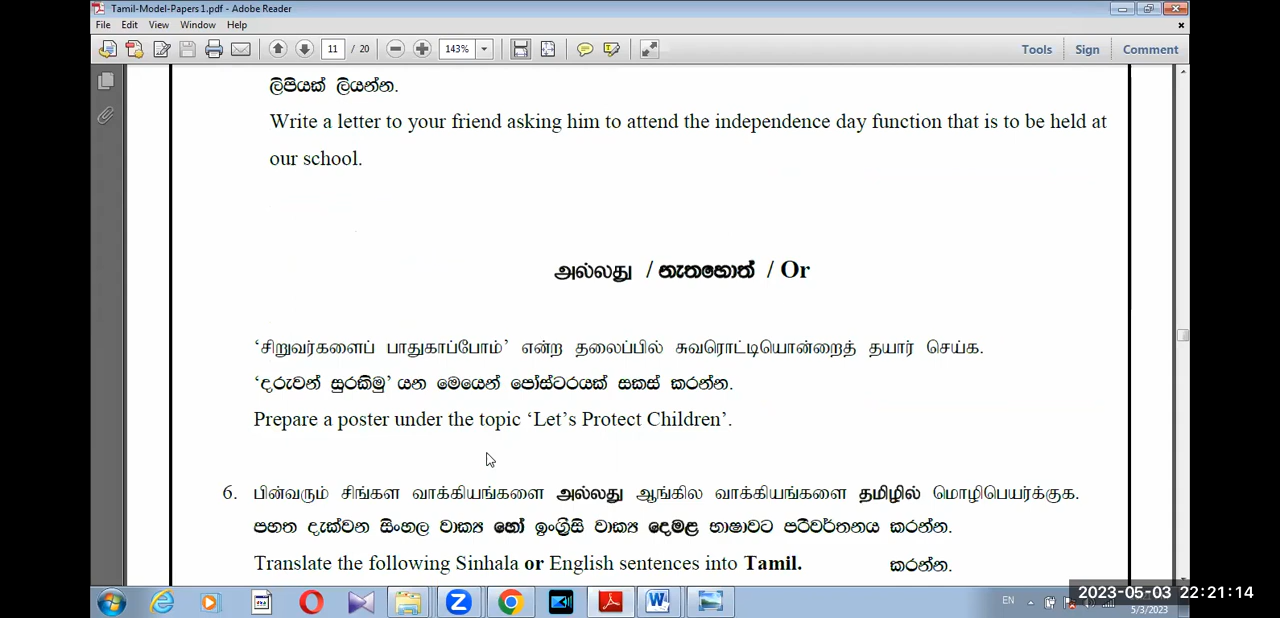 Tamil-Model-Papers 1.pdf - Adobe Reader
File Edit View Window Help
11 / 20 143% Tools Sign Comment
ලිපියක් ලියන්න.
Write a letter to your friend asking him to attend the independence day function that is to be held at
our school.
அல்லது / නැතහොත් / Or
‘சிறுவர்களைப் பாதுகாப்போம்’ என்ற தலைப்பில் சுவரொட்டியொன்றைத் தயார் செய்க.
‘දරුවන් සුරකිමු’ යන මෙයෙන් පෝස්ටරයක් සකස් කරන්න.
Prepare a poster under the topic ‘Let’s Protect Children’.
6. பின்வரும் சிங்கள வாக்கியங்களை அல்லது ஆங்கில வாக்கியங்களை தமிழில் மொழிபெயர்க்குக.
පහත දැක්වන සිංහල වාක්‍ය හෝ ඉංග්‍රීසි වාක්‍ය දෙමළ භාෂාවට පරිවර්තනය කරන්න.
Translate the following Sinhala or English sentences into Tamil. කරන්න.
EN
2023-05-03 22:21:14
5/3/2023